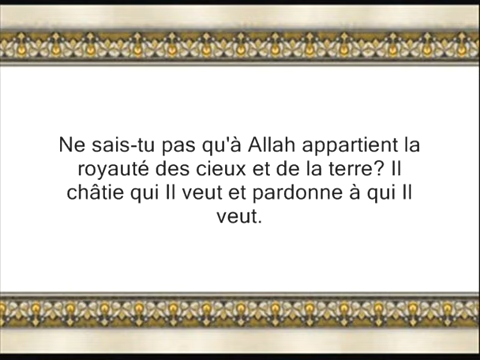 Ne sais-tu pas qu'à Allah appartient la
royauté des cieux et de la terre? Il
châtie qui Il veut et pardonne à qui Il
veut.